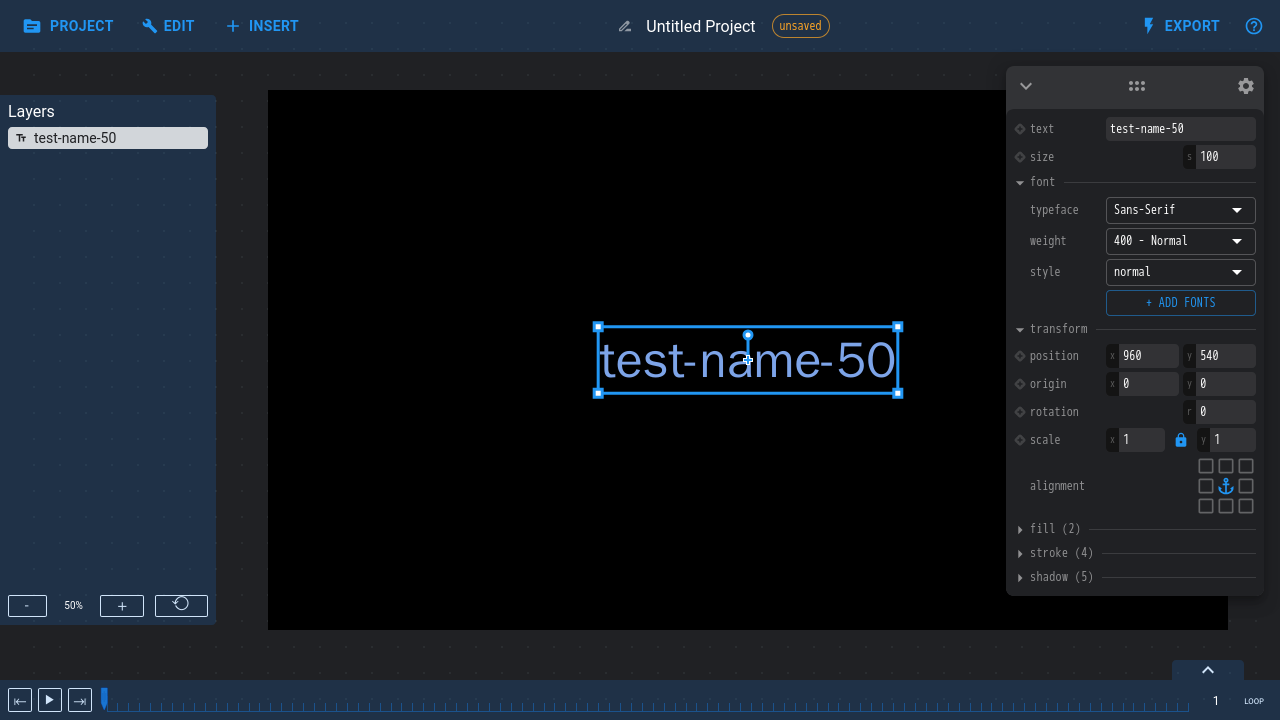 PROJECT EDIT INSERT Untitled Project unsaved EXPORT
Layers
test-name-50
- 50% +
test-name-50
text test-name-50
size s 100
font
typeface Sans-Serif
weight 400 - Normal
style normal
+ ADD FONTS
transform
position x 960 y 540
origin x 0 y 0
rotation r 0
scale x 1 y 1
alignment
fill (2)
stroke (4)
shadow (5)
1 LOOP